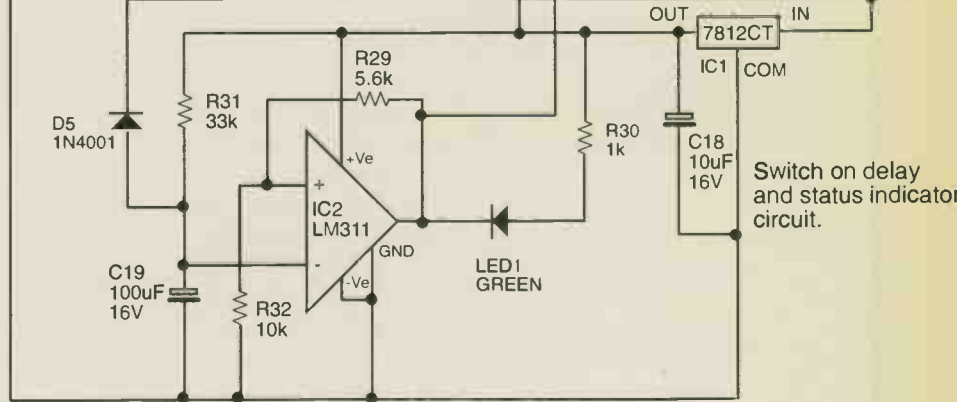 OUT
IN
7812CT
IC1
COM
R29
5.6k
R31
33k
D5
1N4001
R30
1k
C18
10uF
16V
+Ve
+
IC2
LM311
GND
-
-Ve
Switch on delay
and status indicator
circuit.
LED1
GREEN
C19
100uF
16V
R32
10k